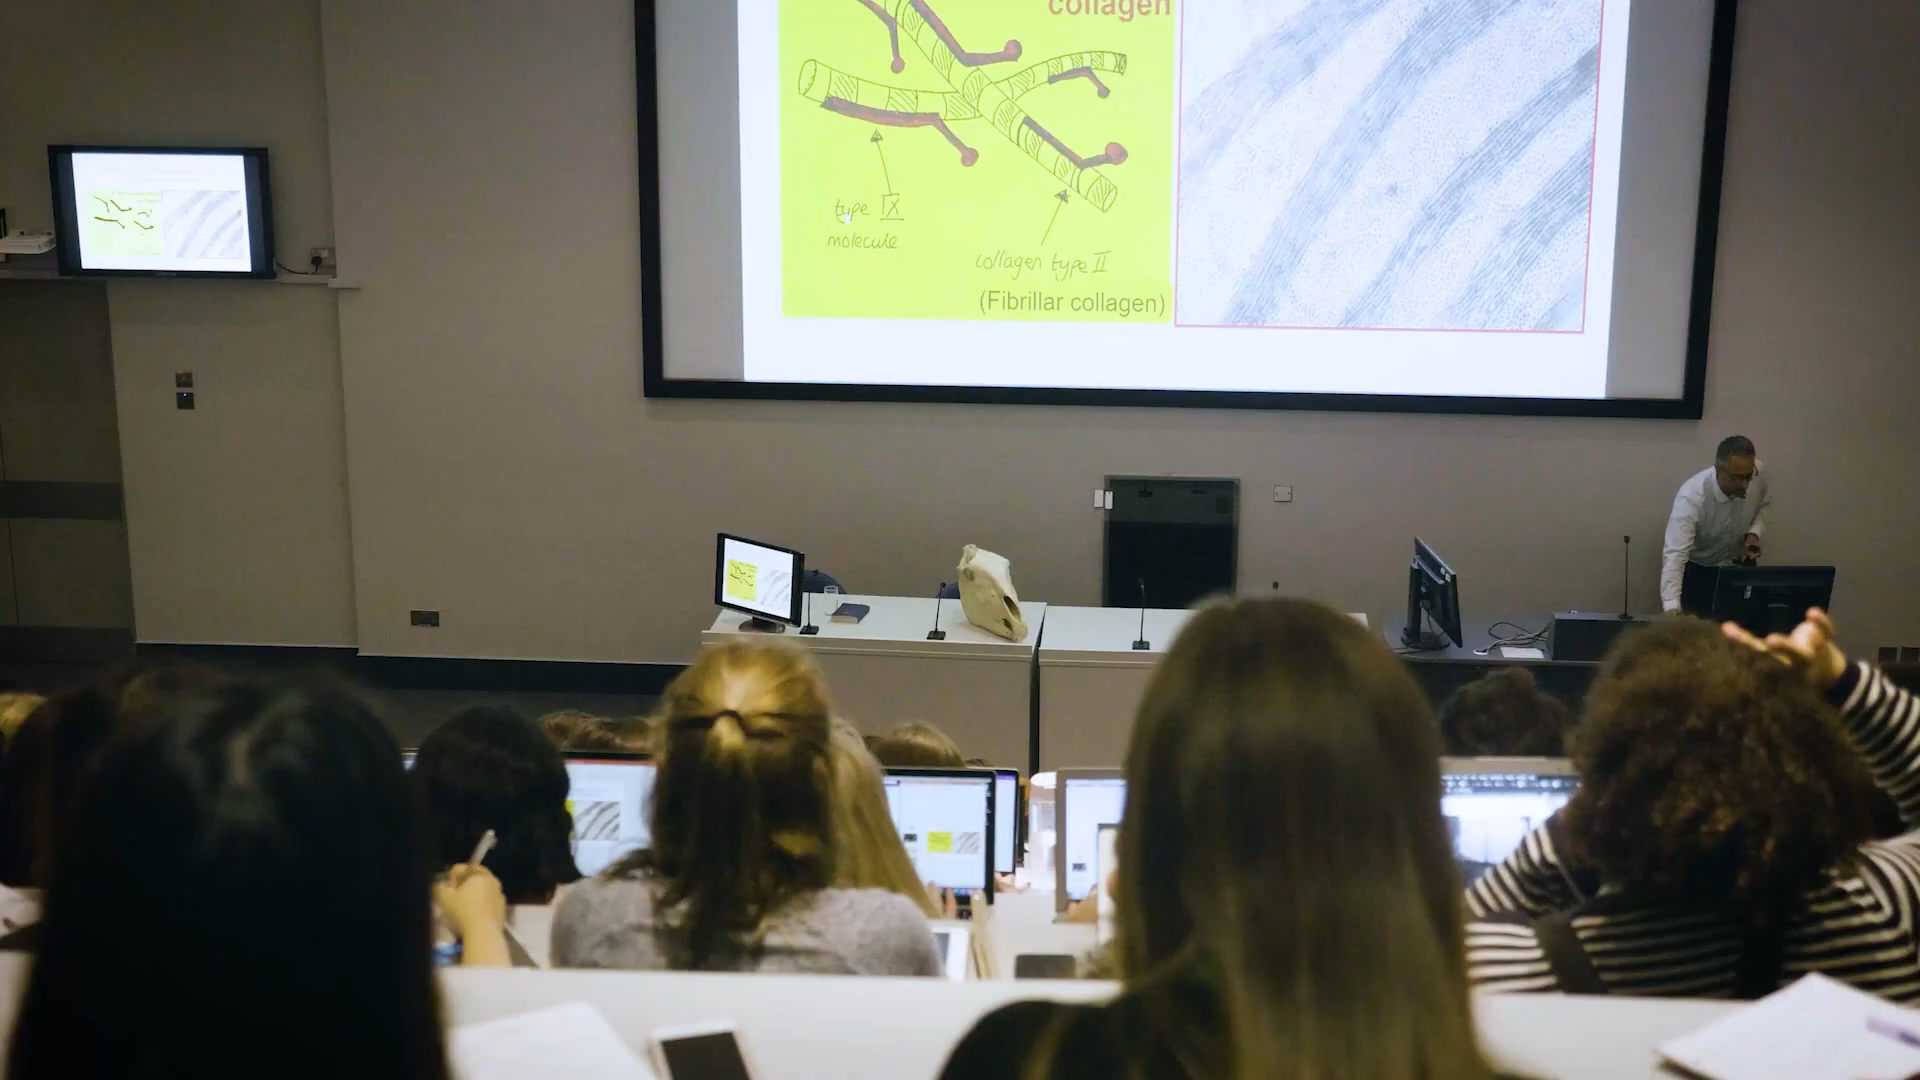 collagen
type IX
molecule
collagen type II
(Fibrillar collagen)